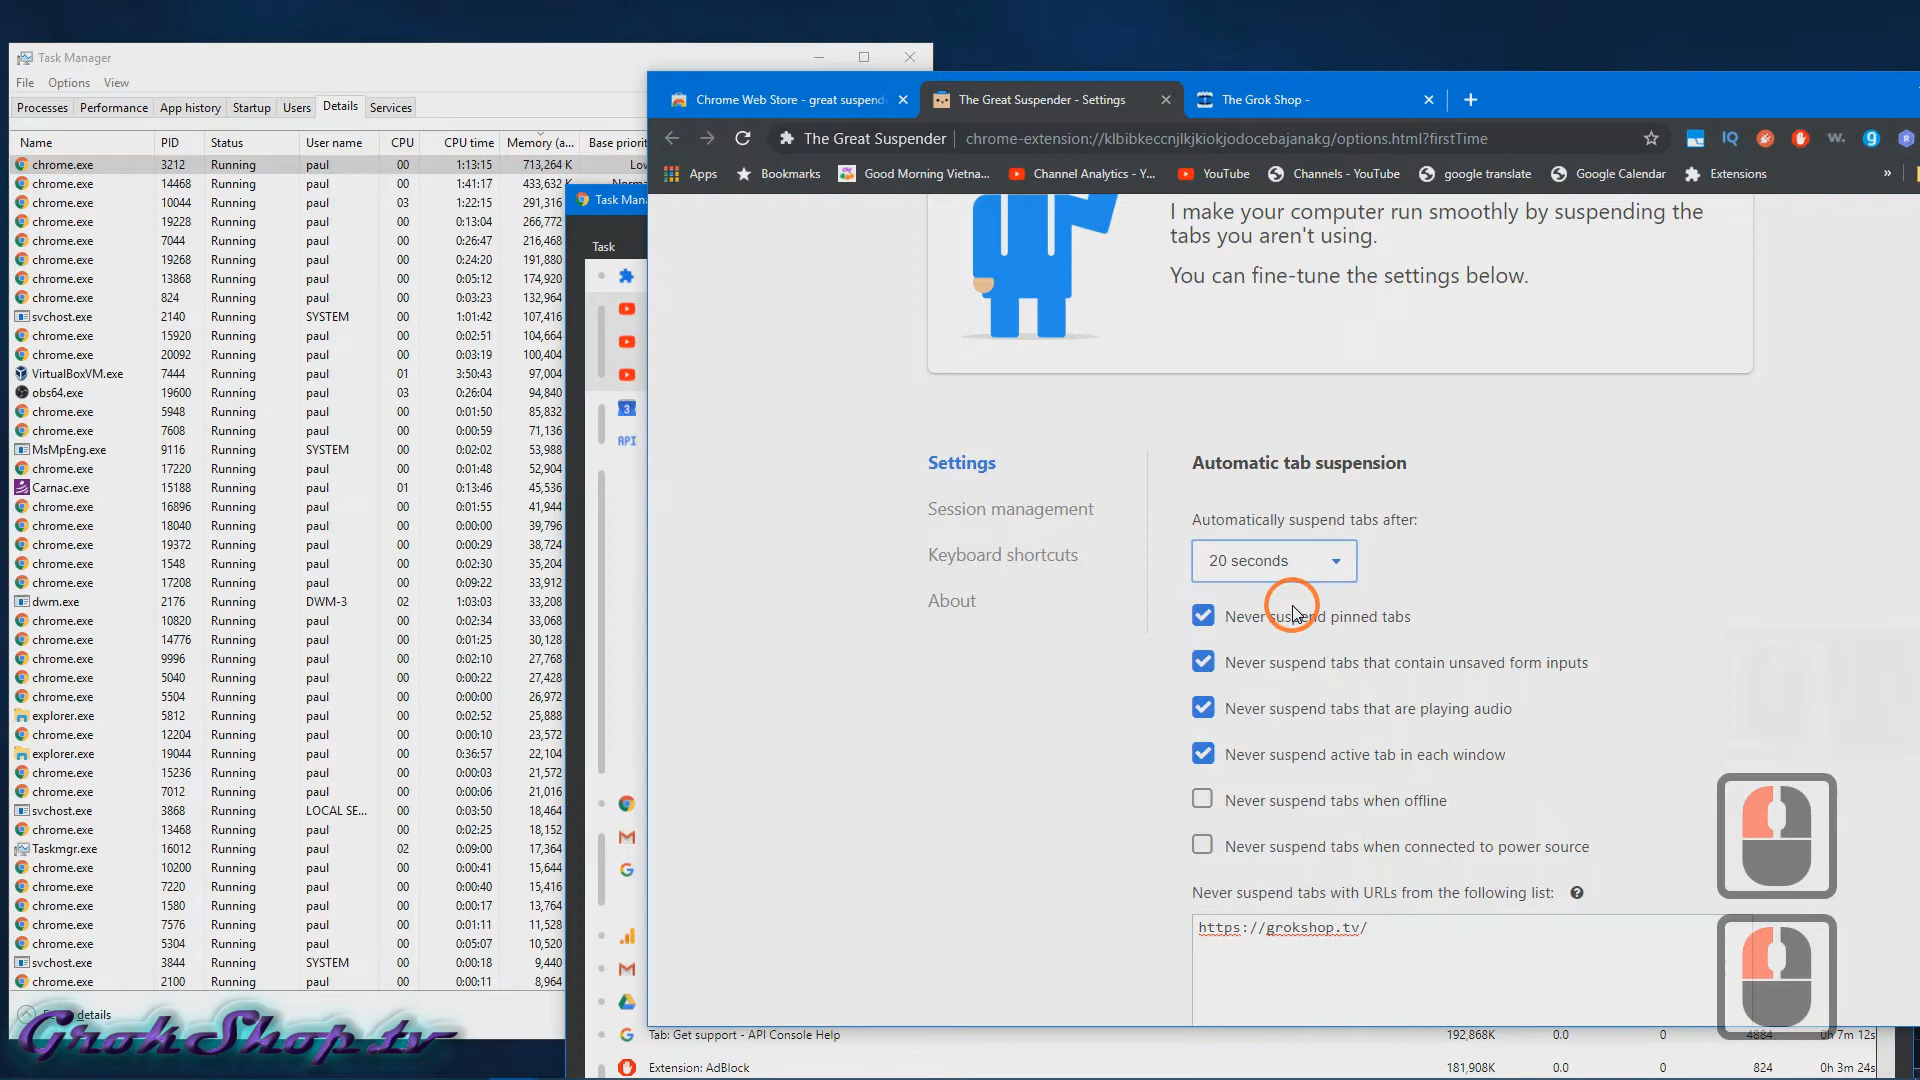 Task Manager
File Options View
Processes Performance App history Startup Users Details Services
Name PID Status User name CPU CPU time Memory (a... Base priorit
chrome.exe 3212 Running paul 00 1:13:15 713,264 K Low
chrome.exe 14468 Running paul 00 1:41:17 433,632 K Norma
chrome.exe 10044 Running paul 03 1:22:15 291,316 K
chrome.exe 19228 Running paul 00 0:13:04 266,772
chrome.exe 7044 Running paul 00 0:26:47 216,468
chrome.exe 19268 Running paul 00 0:24:20 191,880
chrome.exe 13868 Running paul 00 0:05:12 174,920
chrome.exe 824 Running paul 00 0:03:23 132,964
svchost.exe 2140 Running SYSTEM 00 1:01:42 107,416
chrome.exe 15920 Running paul 00 0:02:51 104,664
chrome.exe 20092 Running paul 00 0:03:19 100,404
VirtualBoxVM.exe 7444 Running paul 01 3:50:43 97,004
obs64.exe 19600 Running paul 03 0:26:04 94,840
chrome.exe 5948 Running paul 00 0:01:50 85,832
chrome.exe 7608 Running paul 00 0:00:59 71,136
MsMpEng.exe 9116 Running SYSTEM 00 0:02:02 53,988
chrome.exe 17220 Running paul 00 0:01:48 52,904
Carnac.exe 15188 Running paul 01 0:13:46 45,536
chrome.exe 16896 Running paul 00 0:01:55 41,944
chrome.exe 18040 Running paul 00 0:00:00 39,796
chrome.exe 19372 Running paul 00 0:00:29 38,724
chrome.exe 1548 Running paul 00 0:02:30 35,204
chrome.exe 17208 Running paul 00 0:09:22 33,912
dwm.exe 2176 Running DWM-3 02 1:03:03 33,208
chrome.exe 10820 Running paul 00 0:02:34 33,068
chrome.exe 14776 Running paul 00 0:01:25 30,128
chrome.exe 9996 Running paul 00 0:02:10 27,768
chrome.exe 5040 Running paul 00 0:00:22 27,428
chrome.exe 5504 Running paul 00 0:00:00 26,972
explorer.exe 5812 Running paul 00 0:02:52 25,888
chrome.exe 12204 Running paul 00 0:00:10 23,572
explorer.exe 19044 Running paul 00 0:36:57 22,104
chrome.exe 15236 Running paul 00 0:00:03 21,572
chrome.exe 7012 Running paul 00 0:00:06 21,016
svchost.exe 3868 Running LOCAL SE... 00 0:03:50 18,464
chrome.exe 13468 Running paul 00 0:02:25 18,152
Taskmgr.exe 16012 Running paul 02 0:09:00 17,364
chrome.exe 10200 Running paul 00 0:00:41 15,644
chrome.exe 7220 Running paul 00 0:00:40 15,416
chrome.exe 1580 Running paul 00 0:00:17 13,764
chrome.exe 7576 Running paul 00 0:01:11 11,528
chrome.exe 5304 Running paul 00 0:05:07 10,520
svchost.exe 3844 Running SYSTEM 00 0:00:18 9,440
chrome.exe 2100 Running paul 00 0:00:11 8,964
details
GrokShop.tv
Task Mana
Task
3
API
Chrome Web Store - great suspende
The Great Suspender - Settings
The Grok Shop -
The Great Suspender chrome-extension://klbibkeccnjlkjkiokjodocebajanakg/options.html?firstTime
IQ w. g R
Apps Bookmarks Good Morning Vietna... Channel Analytics - Y... YouTube Channels - YouTube google translate Google Calendar Extensions »
I make your computer run smoothly by suspending the
tabs you aren't using.
You can fine-tune the settings below.
Settings
Session management
Keyboard shortcuts
About
Automatic tab suspension
Automatically suspend tabs after:
20 seconds
Never suspend pinned tabs
Never suspend tabs that contain unsaved form inputs
Never suspend tabs that are playing audio
Never suspend active tab in each window
Never suspend tabs when offline
Never suspend tabs when connected to power source
Never suspend tabs with URLs from the following list: ?
https://grokshop.tv/
Tab: Get support - API Console Help 192,868K 0.0 0 4884 0h 7m 12s
Extension: AdBlock 181,908K 0.0 0 824 0h 3m 24s